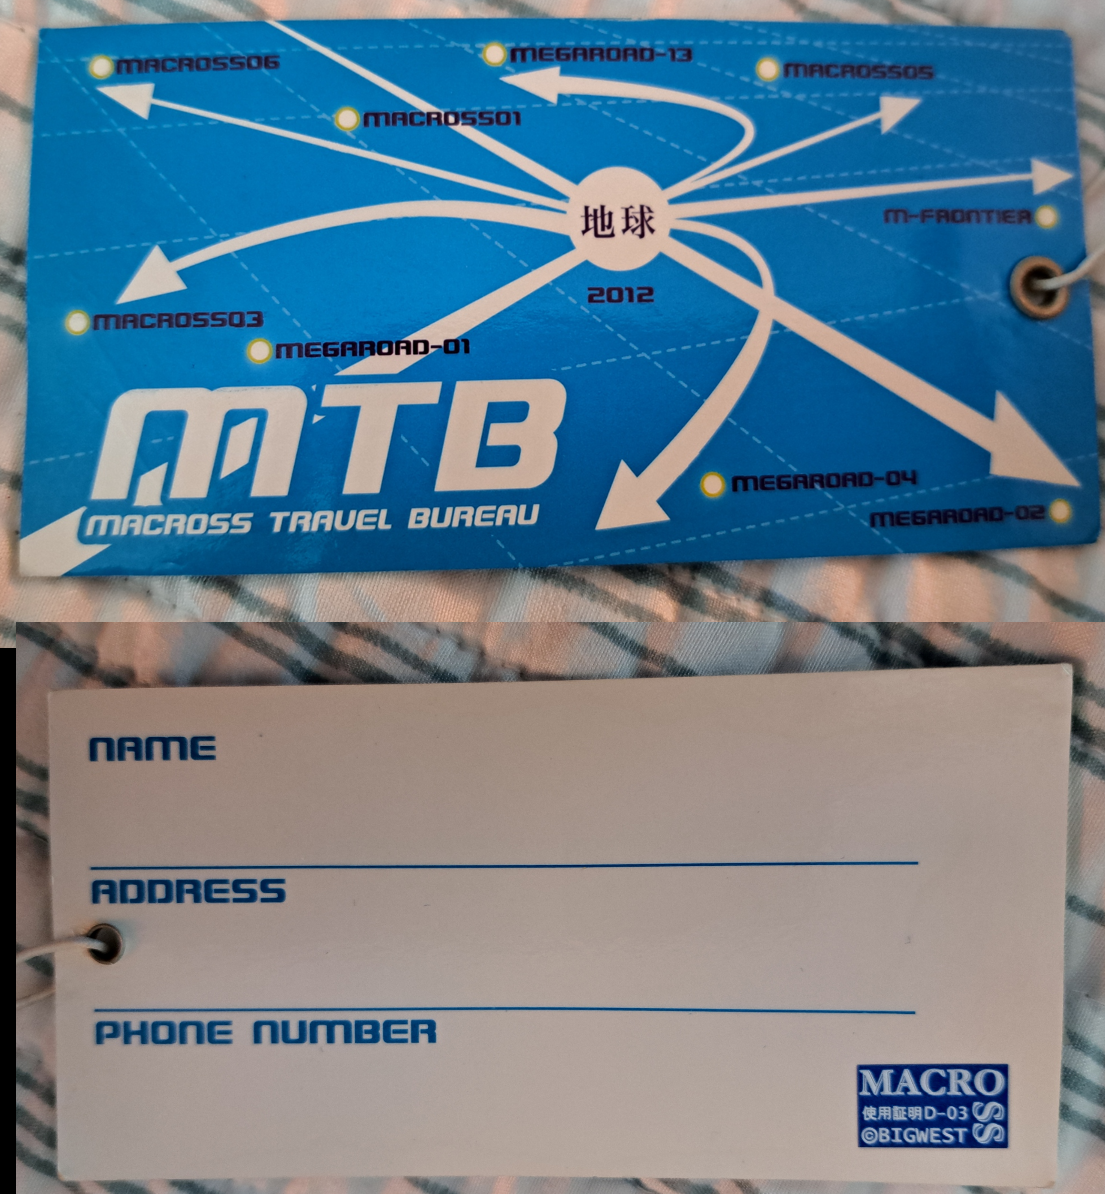 MACROSS06
MEGAROAD-13
MACROSS05
MACROSS01
地球
M-FRONTIER
2012
MACROSS03
MEGAROAD-01
MTB
MACROSS TRAVEL BUREAU
MEGAROAD-04
MEGAROAD-02
NAME
ADDRESS
PHONE NUMBER
MACROSS
使用証明D-03
©BIGWEST